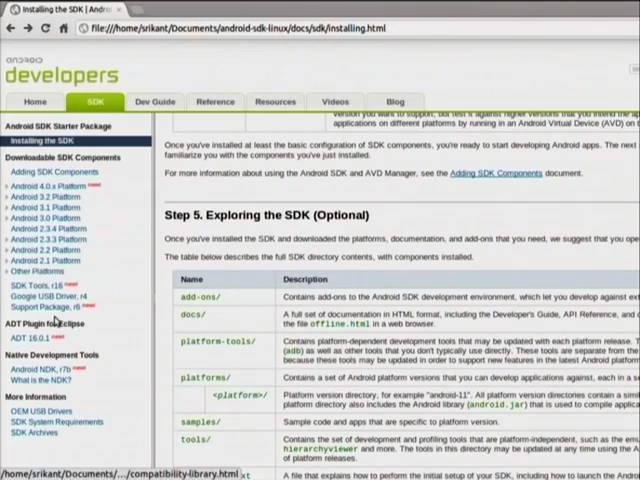 Installing the SDK | Androi
file:///home/srikant/Documents/android-sdk-linux/docs/sdk/installing.html
android
developers
Home
SDK
Dev Guide
Reference
Resources
Videos
Blog
Android SDK Starter Package
Installing the SDK
Downloadable SDK Components
Adding SDK Components
Android 4.0.x Platform new!
Android 3.2 Platform
Android 3.1 Platform
Android 3.0 Platform
Android 2.3.4 Platform
Android 2.3.3 Platform
Android 2.2 Platform
Android 2.1 Platform
Other Platforms
SDK Tools, r16 new!
Google USB Driver, r4
Support Package, r6 new!
ADT Plugin for Eclipse
ADT 16.0.1 new!
Native Development Tools
Android NDK, r7b new!
What is the NDK?
More Information
OEM USB Drivers
SDK System Requirements
SDK Archives
/home/srikant/Documents/.../compatibility-library.html
version you want to support, but test it against higher versions that you intend the ap
applications on different platforms by running in an Android Virtual Device (AVD) on t
Once you've installed at least the basic configuration of SDK components, you're ready to start developing Android apps. The next
familiarize you with the components you've just installed.
For more information about using the Android SDK and AVD Manager, see the Adding SDK Components document.
Step 5. Exploring the SDK (Optional)
Once you've installed the SDK and downloaded the platforms, documentation, and add-ons that you need, we suggest that you ope
The table below describes the full SDK directory contents, with components installed.
Name Description
add-ons/ Contains add-ons to the Android SDK development environment, which let you develop against ex
docs/ A full set of documentation in HTML format, including the Developer's Guide, API Reference, and o
the file offline.html in a web browser.
platform-tools/ Contains platform-dependent development tools that may be updated with each platform release. T
(adb) as well as other tools that you don't typically use directly. These tools are separate from the
because these tools may be updated in order to support new features in the latest Android platform
platforms/ Contains a set of Android platform versions that you can develop applications against, each in a s
<platform>/ Platform version directory, for example "android-11". All platform version directories contain a simil
platform directory also includes the Android library (android.jar) that is used to compile applica
samples/ Sample code and apps that are specific to platform version.
tools/ Contains the set of development and profiling tools that are platform-independent, such as the emu
hierarchyviewer and more. The tools in this directory may be updated at any time using the A
of platform releases.
xt A file that explains how to perform the initial setup of your SDK, including how to launch the Androi